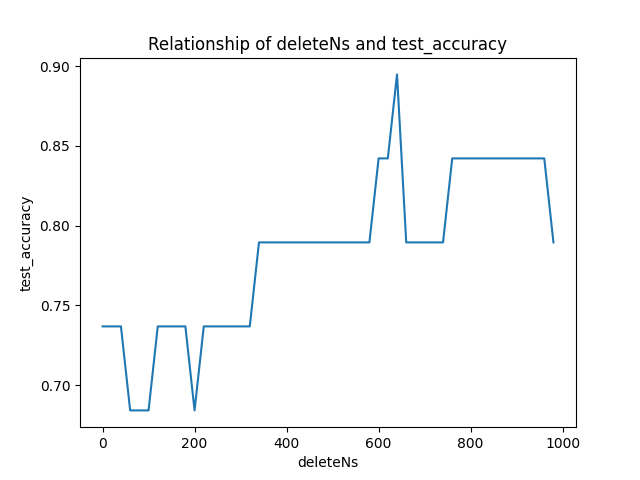 Relationship of deleteNs and test_accuracy
0.90
0.85
0.80
0.75
0.70
test_accuracy
0 200 400 600 800 1000
deleteNs